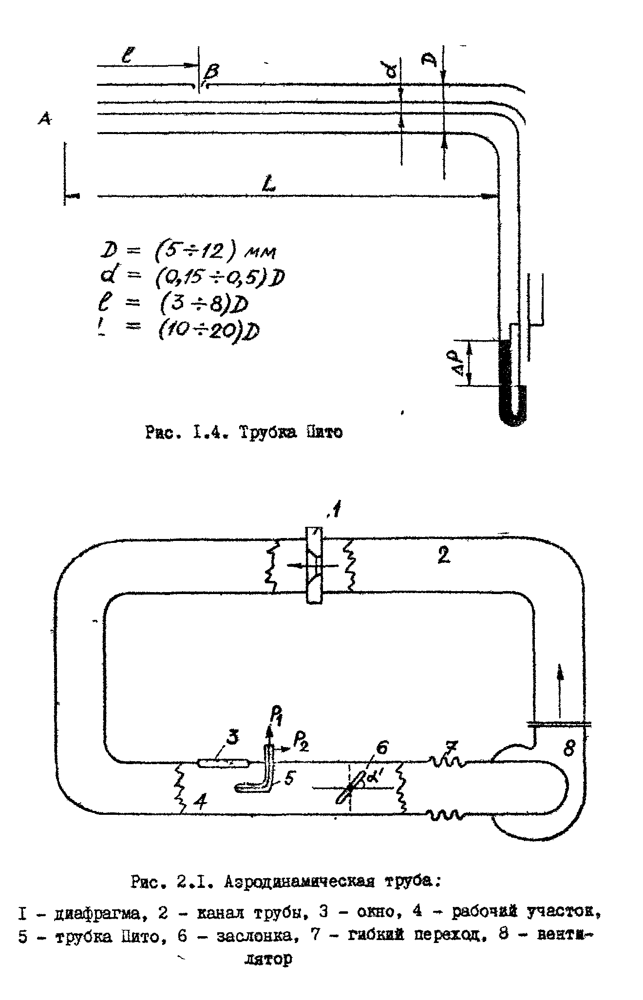 l
B
d
D
A
L
D = (5÷12) мм
d = (0,15÷0,5)D
l = (3÷8)D
= (10÷20)D
ΔP
Рис. I.4. Трубка Пито
1
2
P1
3
P2
6
7
8
5
α'
4
Рис. 2.I. Аэродинамическая труба:
I - диафрагма, 2 - канал трубы, 3 - окно, 4 - рабочий участок,
5 - трубка Пито, 6 - заслонка, 7 - гибкий переход, 8 - венти-
лятор